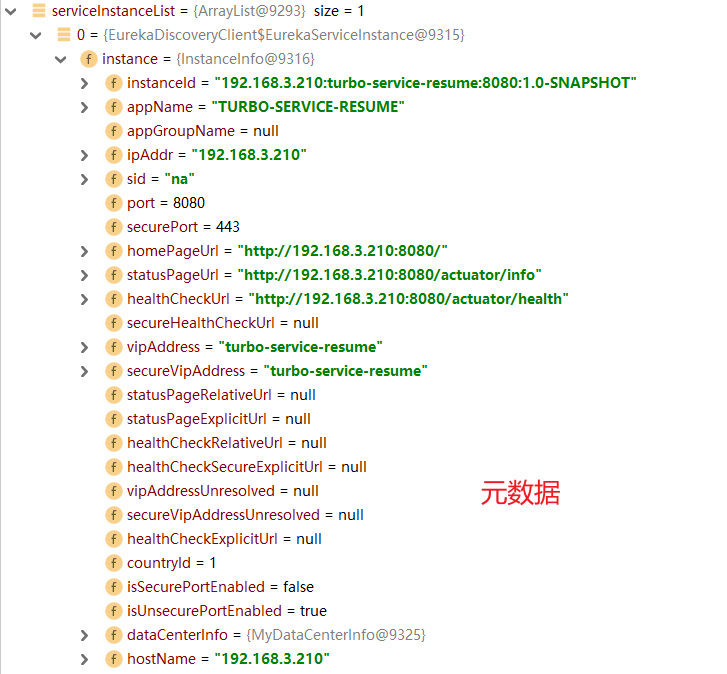 serviceInstanceList = {ArrayList@9293} size = 1
0 = {EurekaDiscoveryClient$EurekaServiceInstance@9315}
f instance = {InstanceInfo@9316}
f instanceId = "192.168.3.210:turbo-service-resume:8080:1.0-SNAPSHOT"
f appName = "TURBO-SERVICE-RESUME"
f appGroupName = null
f ipAddr = "192.168.3.210"
f sid = "na"
f port = 8080
f securePort = 443
f homePageUrl = "http://192.168.3.210:8080/"
f statusPageUrl = "http://192.168.3.210:8080/actuator/info"
f healthCheckUrl = "http://192.168.3.210:8080/actuator/health"
f secureHealthCheckUrl = null
f vipAddress = "turbo-service-resume"
f secureVipAddress = "turbo-service-resume"
f statusPageRelativeUrl = null
f statusPageExplicitUrl = null
f healthCheckRelativeUrl = null
f healthCheckSecureExplicitUrl = null
f vipAddressUnresolved = null
元数据
f secureVipAddressUnresolved = null
f healthCheckExplicitUrl = null
f countryId = 1
f isSecurePortEnabled = false
f isUnsecurePortEnabled = true
f dataCenterInfo = {MyDataCenterInfo@9325}
f hostName = "192.168.3.210"